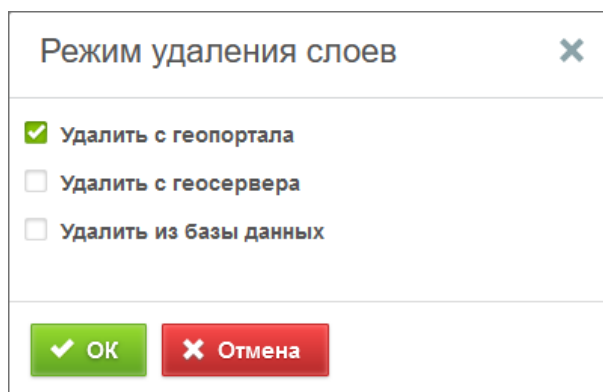 Режим удаления слоев
Удалить с геопортала
Удалить с геосервера
Удалить из базы данных
ОК
Отмена